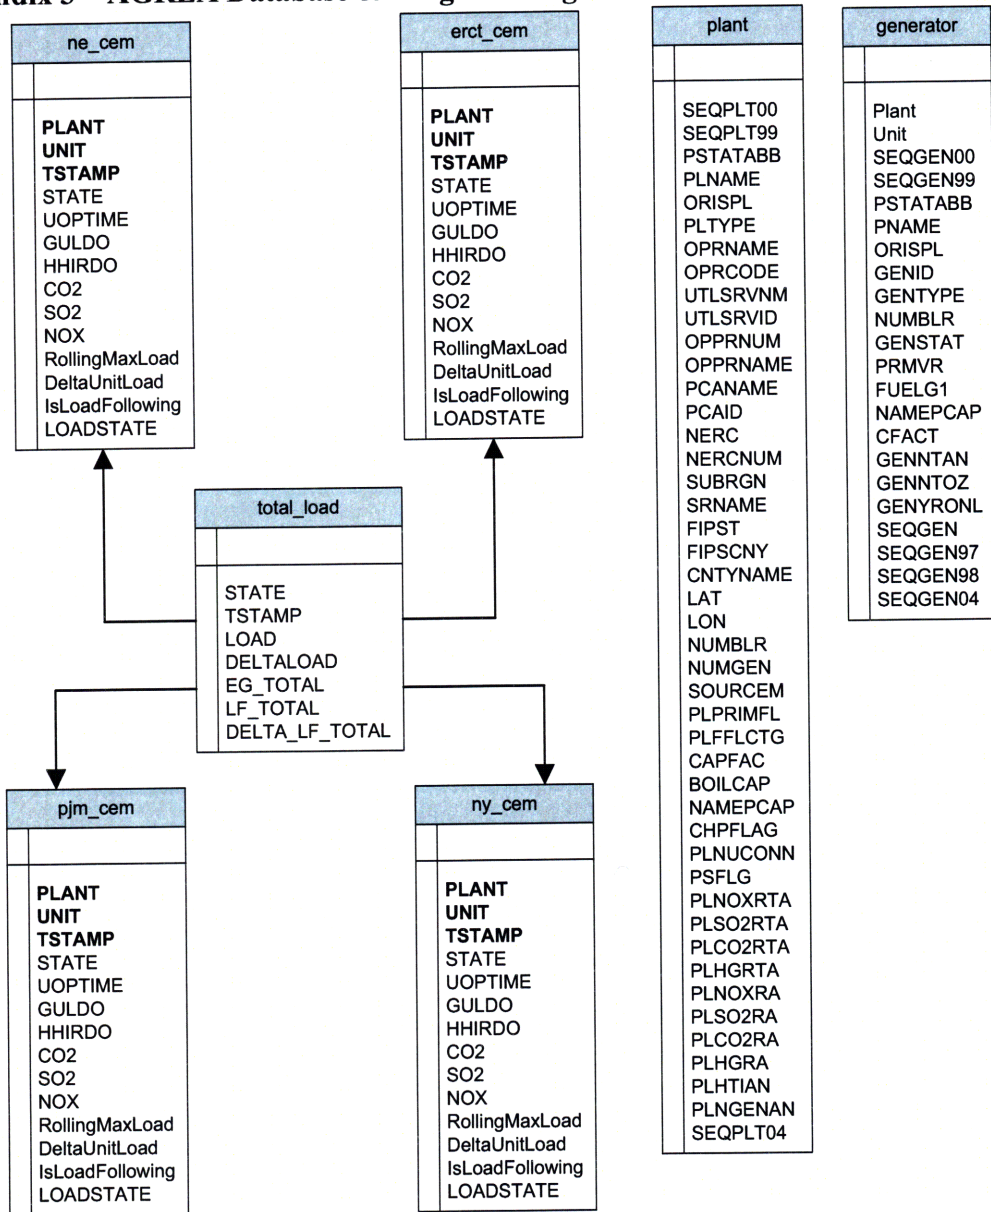 ne_cem
PLANT
UNIT
TSTAMP
STATE
UOPTIME
GULDO
HHIRDO
CO2
SO2
NOX
RollingMaxLoad
DeltaUnitLoad
IsLoadFollowing
LOADSTATE
erct_cem
PLANT
UNIT
TSTAMP
STATE
UOPTIME
GULDO
HHIRDO
CO2
SO2
NOX
RollingMaxLoad
DeltaUnitLoad
IsLoadFollowing
LOADSTATE
total_load
STATE
TSTAMP
LOAD
DELTALOAD
EG_TOTAL
LF_TOTAL
DELTA_LF_TOTAL
pjm_cem
PLANT
UNIT
TSTAMP
STATE
UOPTIME
GULDO
HHIRDO
CO2
SO2
NOX
RollingMaxLoad
DeltaUnitLoad
IsLoadFollowing
LOADSTATE
ny_cem
PLANT
UNIT
TSTAMP
STATE
UOPTIME
GULDO
HHIRDO
CO2
SO2
NOX
RollingMaxLoad
DeltaUnitLoad
IsLoadFollowing
LOADSTATE
plant
SEQPLT00
SEQPLT99
PSTATABB
PLNAME
ORISPL
PLTYPE
OPRNAME
OPRCODE
UTLSRVNM
UTLSRVID
OPPRNUM
OPPRNAME
PCANAME
PCAID
NERC
NERCNUM
SUBRGN
SRNAME
FIPST
FIPSCNY
CNTYNAME
LAT
LON
NUMBLR
NUMGEN
SOURCEM
PLPRIMFL
PLFFLCTG
CAPFAC
BOILCAP
NAMEPCAP
CHPFLAG
PLNUCONN
PSFLG
PLNOXRTA
PLSO2RTA
PLCO2RTA
PLHGRTA
PLNOXRA
PLSO2RA
PLCO2RA
PLHGRA
PLHTIAN
PLNGENAN
SEQPLT04
generator
Plant
Unit
SEQGEN00
SEQGEN99
PSTATABB
PNAME
ORISPL
GENID
GENTYPE
NUMBLR
GENSTAT
PRMVR
FUELG1
NAMEPCAP
CFACT
GENNTAN
GENNTOZ
GENYRONL
SEQGEN
SEQGEN97
SEQGEN98
SEQGEN04